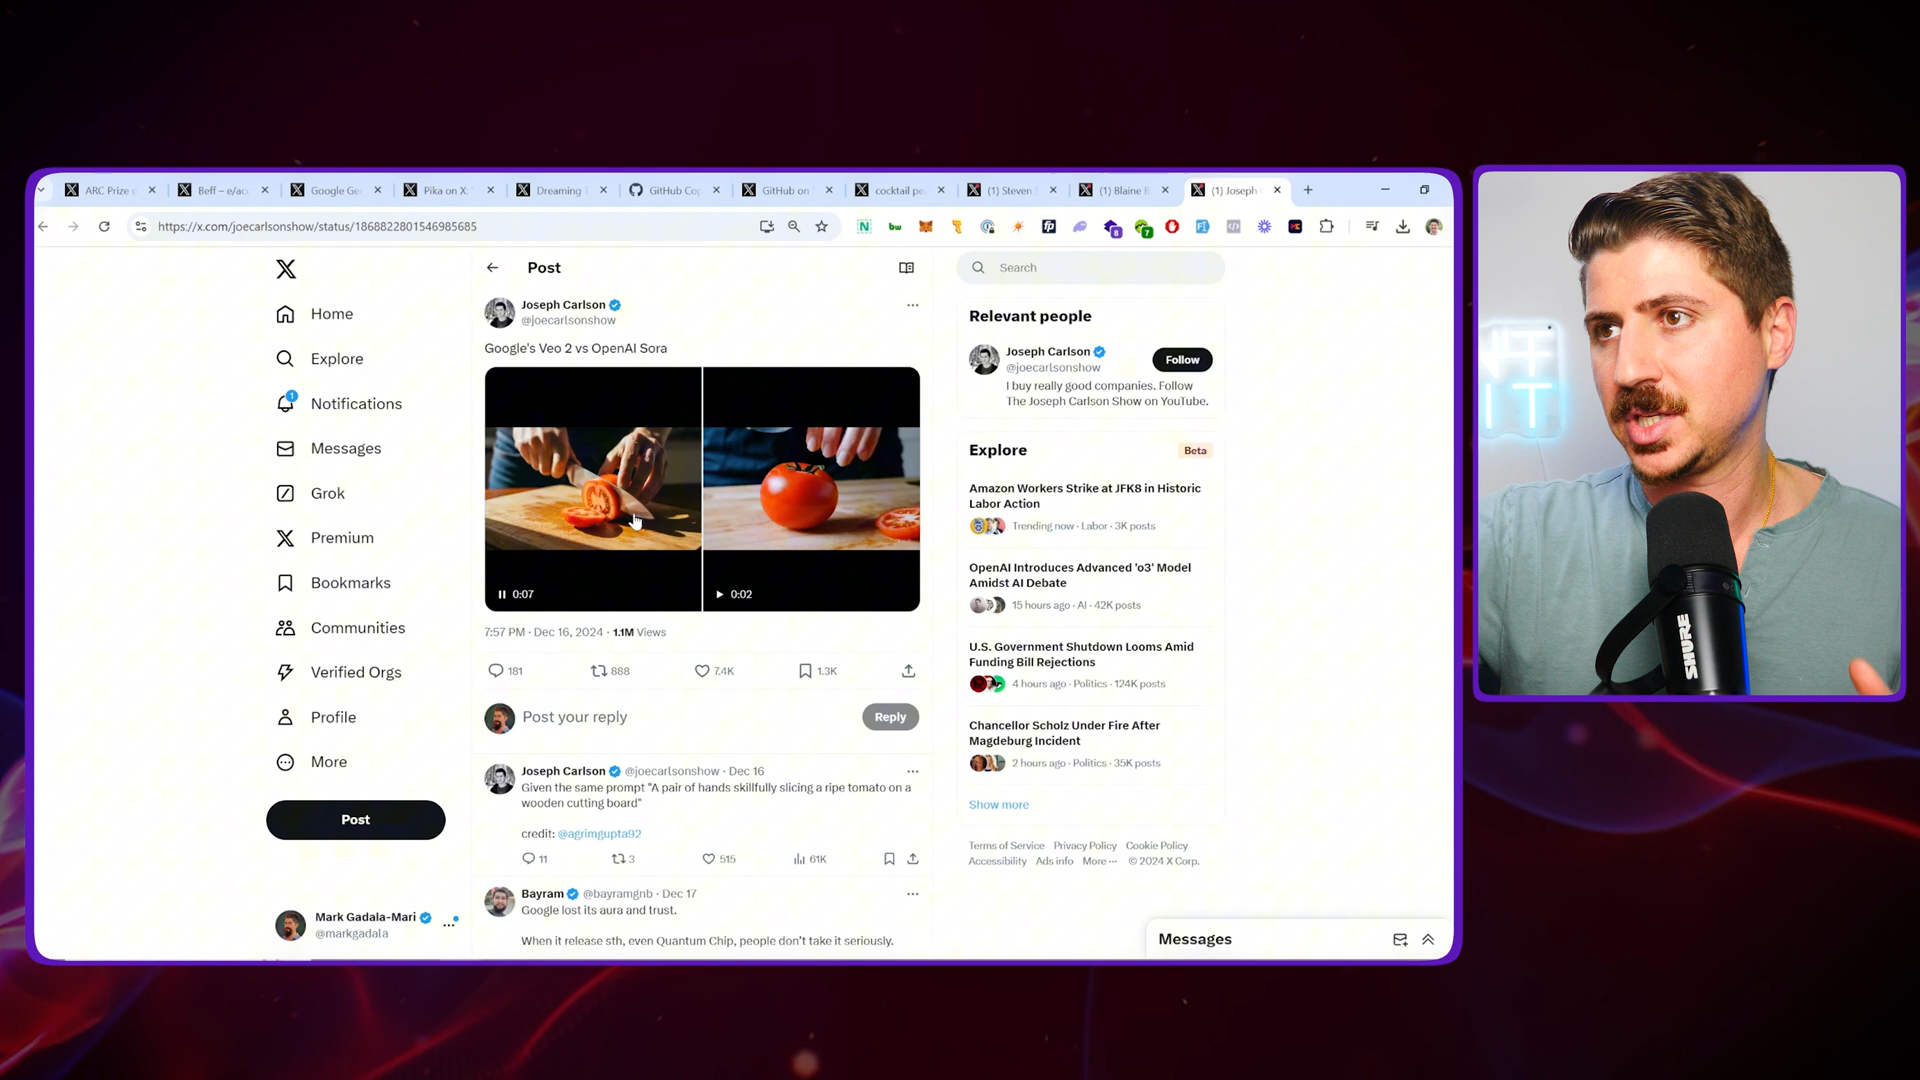 ARC Prize o
Beff – e/acc
Google Ger
Pika on X:
Dreaming T
GitHub Cop
GitHub on
cocktail pe
(1) Steven S
(1) Blaine B
(1) Joseph
https://x.com/joecarlsonshow/status/1868822801546985685
Home
Explore
Notifications
1
Messages
Grok
Premium
Bookmarks
Communities
Verified Orgs
Profile
More
Post
Mark Gadala-Mari
@markgadala
Post
Joseph Carlson
@joecarlsonshow
Google's Veo 2 vs OpenAI Sora
0:07
0:02
7:57 PM · Dec 16, 2024 · 1.1M Views
181 888 7.4K 1.3K
Post your reply
Reply
Joseph Carlson @joecarlsonshow · Dec 16
Given the same prompt "A pair of hands skillfully slicing a ripe tomato on a
wooden cutting board"
credit: @agrimgupta92
11 3 515 61K
Bayram @bayramgnb · Dec 17
Google lost its aura and trust.
When it release sth, even Quantum Chip, people don't take it seriously.
Search
Relevant people
Joseph Carlson
@joecarlsonshow
Follow
I buy really good companies. Follow
The Joseph Carlson Show on YouTube.
Explore
Beta
Amazon Workers Strike at JFK8 in Historic
Labor Action
Trending now · Labor · 3K posts
OpenAI Introduces Advanced 'o3' Model
Amidst AI Debate
15 hours ago · AI · 42K posts
U.S. Government Shutdown Looms Amid
Funding Bill Rejections
4 hours ago · Politics · 124K posts
Chancellor Scholz Under Fire After
Magdeburg Incident
2 hours ago · Politics · 35K posts
Show more
Terms of Service Privacy Policy Cookie Policy
Accessibility Ads info More ··· © 2024 X Corp.
Messages
SHURE